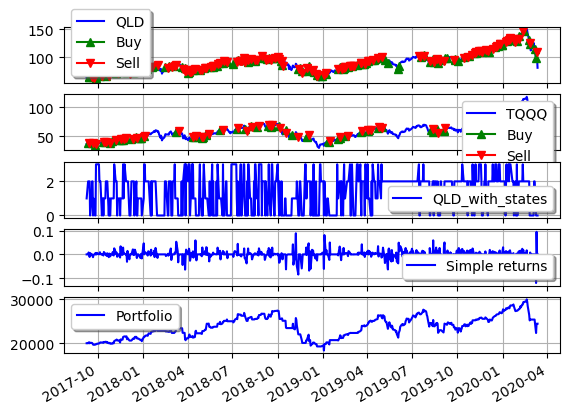 QLD
Buy
Sell
150
100
TQQQ
Buy
Sell
100
50
QLD_with_states
2
0
Simple returns
0.1
0.0
−0.1
Portfolio
30000
20000
2017-10
2018-01
2018-04
2018-07
2018-10
2019-01
2019-04
2019-07
2019-10
2020-01
2020-04